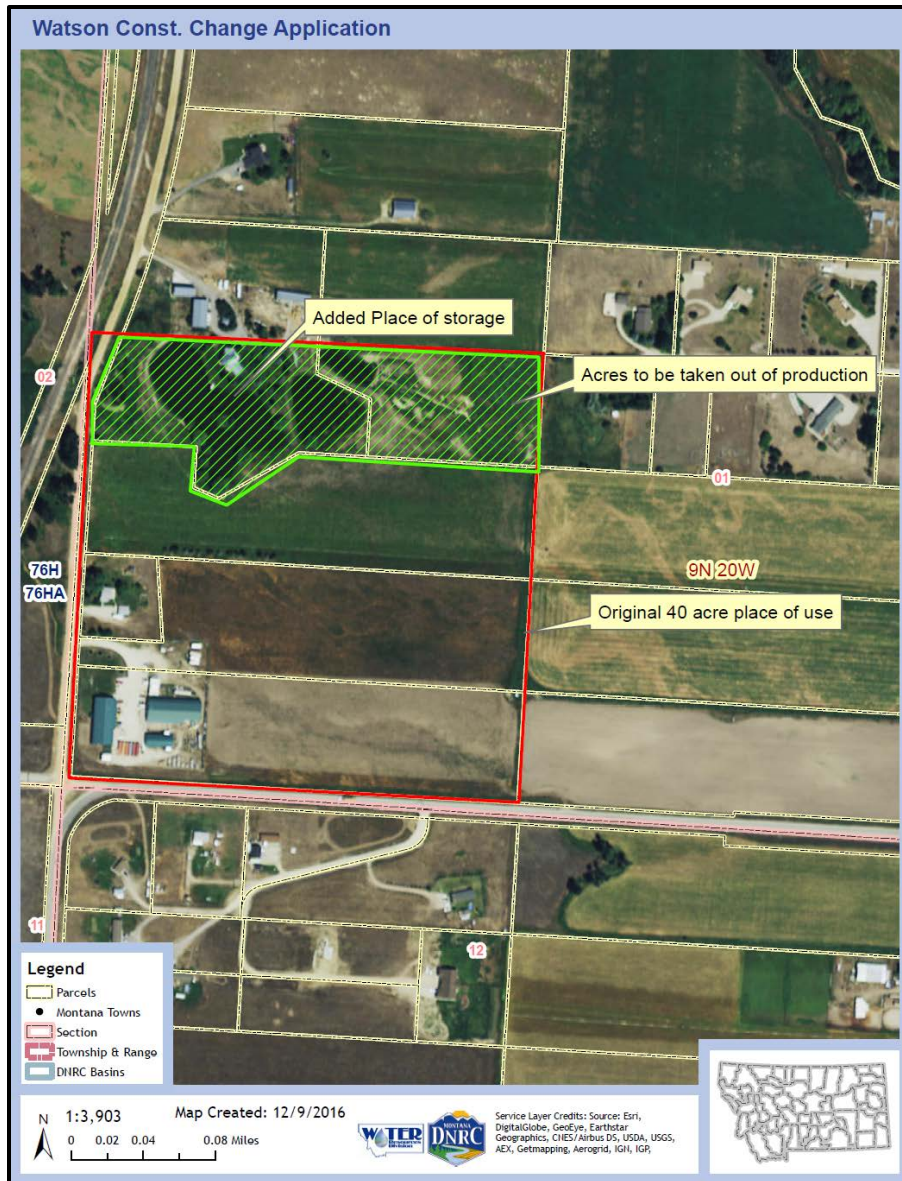 Watson Const. Change Application
Added Place of storage
Acres to be taken out of production
02
01
76H
76HA
9N 20W
Original 40 acre place of use
11
12
Legend
Parcels
Montana Towns
Section
Township & Range
DNRC Basins
N
1:3,903
Map Created: 12/9/2016
0 0.02 0.04 0.08 Miles
WATER
MONTANA
DNRC
Service Layer Credits: Source: Esri,
DigitalGlobe, GeoEye, Earthstar
Geographics, CNES/Airbus DS, USDA, USGS,
AEX, Getmapping, Aerogrid, IGN, IGP,